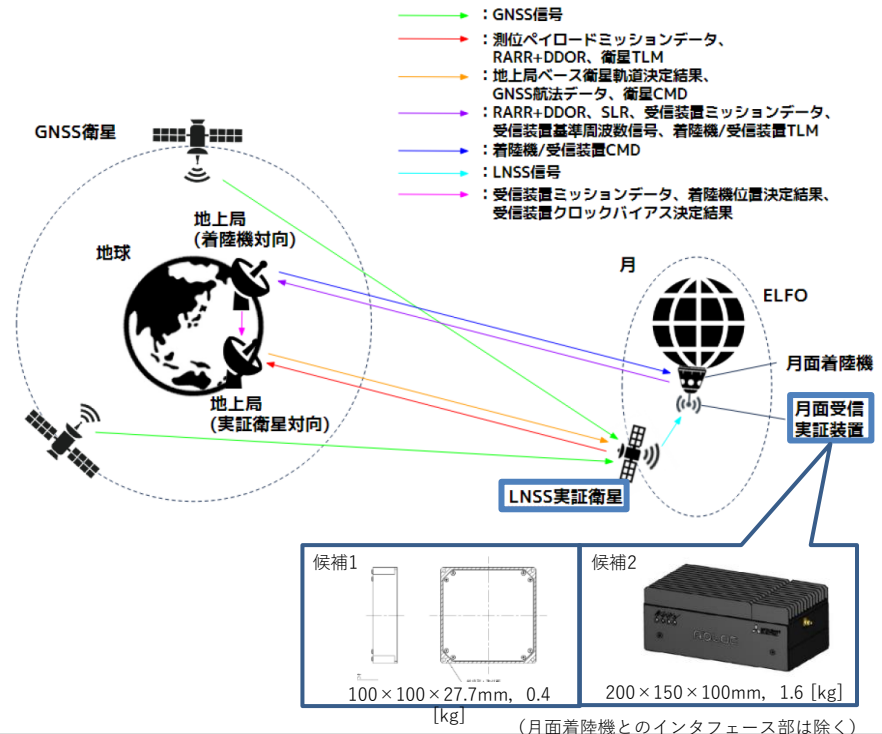 ：GNSS信号
：測位ペイロードミッションデータ、
RARR+DDOR、衛星TLM
：地上局ベース衛星軌道決定結果、
GNSS航法データ、衛星CMD
：RARR+DDOR、SLR、受信装置ミッションデータ、
受信装置基準周波数信号、着陸機/受信装置TLM
：着陸機/受信装置CMD
：LNSS信号
：受信装置ミッションデータ、着陸機位置決定結果、
受信装置クロックバイアス決定結果
GNSS衛星
地上局
(着陸機対向)
地球
月
ELFO
月面着陸機
地上局
(実証衛星対向)
月面受信
実証装置
LNSS実証衛星
候補1
100×100×27.7mm, 0.4
[kg]
候補2
200×150×100mm, 1.6 [kg]
（月面着陸機とのインタフェース部は除く）